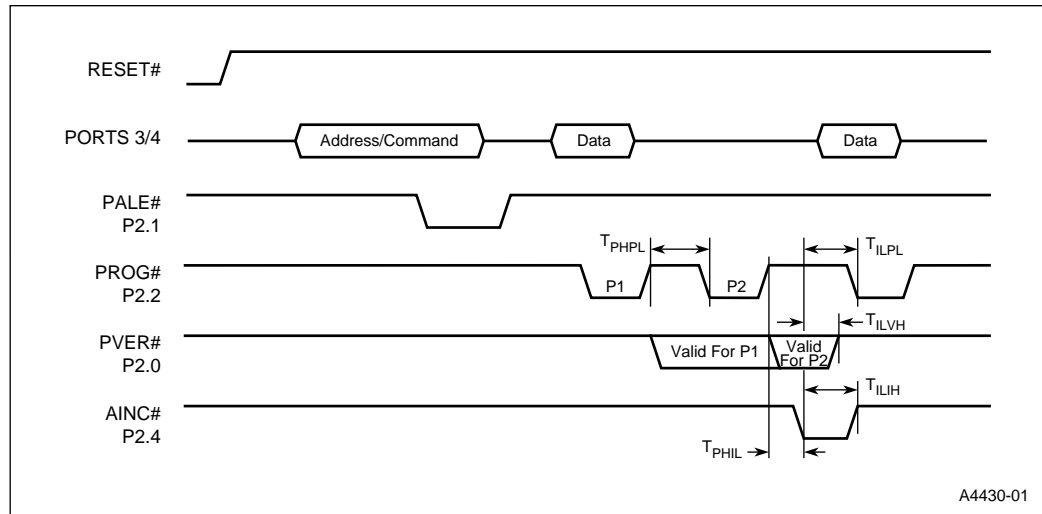 RESET#
PORTS 3/4
Address/Command
Data
Data
PALE#
P2.1
TPHPL
TILPL
PROG#
P2.2
P1
P2
TILVH
PVER#
P2.0
Valid For P1
Valid
For P2
TILIH
AINC#
P2.4
TPHIL
A4430-01